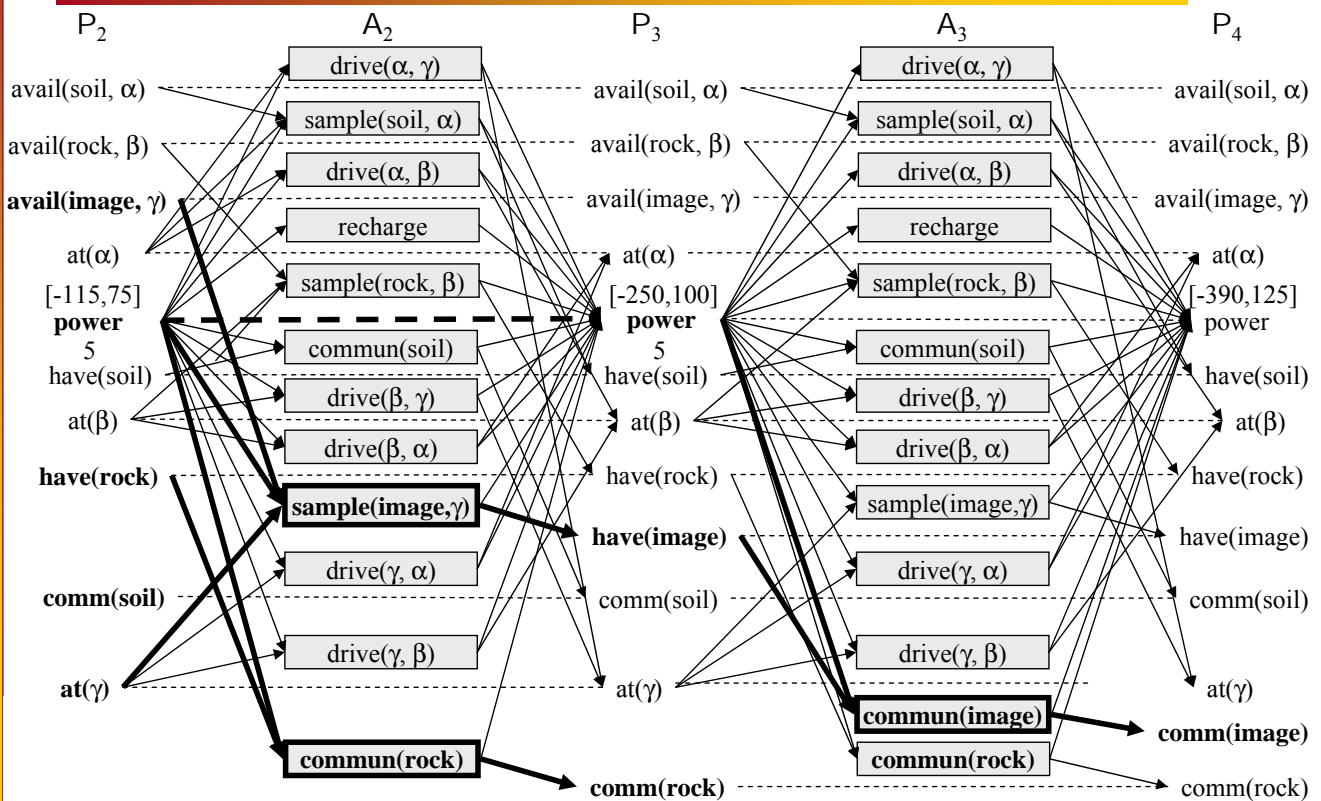 P₂
A₂
P₃
A₃
P₄
avail(soil, α)
avail(rock, β)
avail(image, γ)
at(α)
[-115,75]
power
5
have(soil)
at(β)
have(rock)
comm(soil)
at(γ)
drive(α, γ)
sample(soil, α)
drive(α, β)
recharge
sample(rock, β)
commun(soil)
drive(β, γ)
drive(β, α)
sample(image,γ)
drive(γ, α)
drive(γ, β)
commun(rock)
avail(soil, α)
avail(rock, β)
avail(image, γ)
at(α)
[-250,100]
power
5
have(soil)
at(β)
have(rock)
have(image)
comm(soil)
at(γ)
comm(rock)
drive(α, γ)
sample(soil, α)
drive(α, β)
recharge
sample(rock, β)
commun(soil)
drive(β, γ)
drive(β, α)
sample(image,γ)
drive(γ, α)
drive(γ, β)
commun(image)
commun(rock)
avail(soil, α)
avail(rock, β)
avail(image, γ)
at(α)
[-390,125]
power
have(soil)
at(β)
have(rock)
have(image)
comm(soil)
at(γ)
comm(image)
comm(rock)